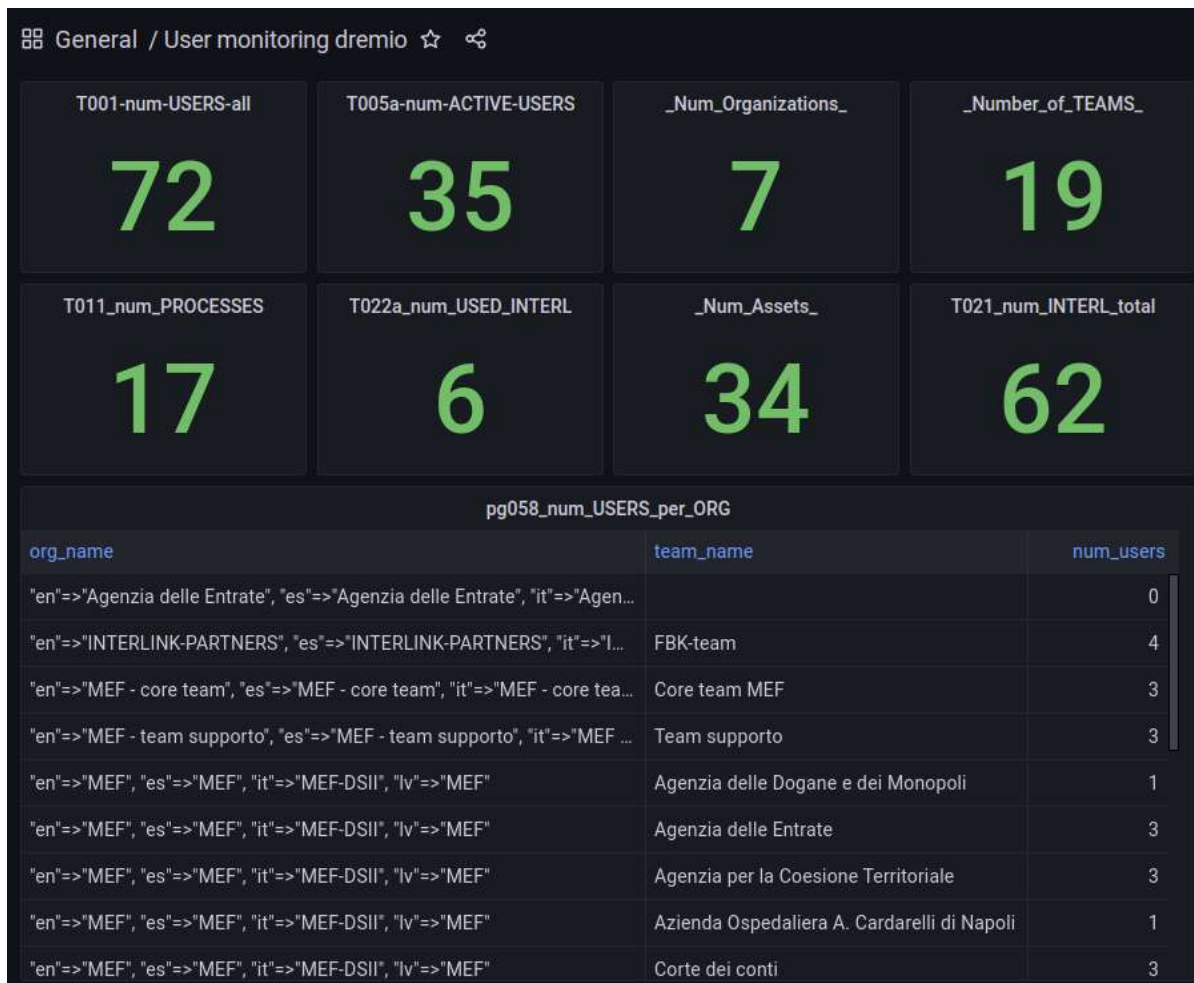 General / User monitoring dremio
T001-num-USERS-all T005a-num-ACTIVE-USERS _Num_Organizations_ _Number_of_TEAMS_
72 35 7 19
T011_num_PROCESSES T022a_num_USED_INTERL _Num_Assets_ T021_num_INTERL_total
17 6 34 62
pg058_num_USERS_per_ORG
org_name team_name num_users
"en"=>"Agenzia delle Entrate", "es"=>"Agenzia delle Entrate", "it"=>"Agen... 0
"en"=>"INTERLINK-PARTNERS", "es"=>"INTERLINK-PARTNERS", "it"=>"I... FBK-team 4
"en"=>"MEF - core team", "es"=>"MEF - core team", "it"=>"MEF - core tea... Core team MEF 3
"en"=>"MEF - team supporto", "es"=>"MEF - team supporto", "it"=>"MEF ... Team supporto 3
"en"=>"MEF", "es"=>"MEF", "it"=>"MEF-DSII", "lv"=>"MEF" Agenzia delle Dogane e dei Monopoli 1
"en"=>"MEF", "es"=>"MEF", "it"=>"MEF-DSII", "lv"=>"MEF" Agenzia delle Entrate 3
"en"=>"MEF", "es"=>"MEF", "it"=>"MEF-DSII", "lv"=>"MEF" Agenzia per la Coesione Territoriale 3
"en"=>"MEF", "es"=>"MEF", "it"=>"MEF-DSII", "lv"=>"MEF" Azienda Ospedaliera A. Cardarelli di Napoli 1
"en"=>"MEF", "es"=>"MEF", "it"=>"MEF-DSII", "lv"=>"MEF" Corte dei conti 3